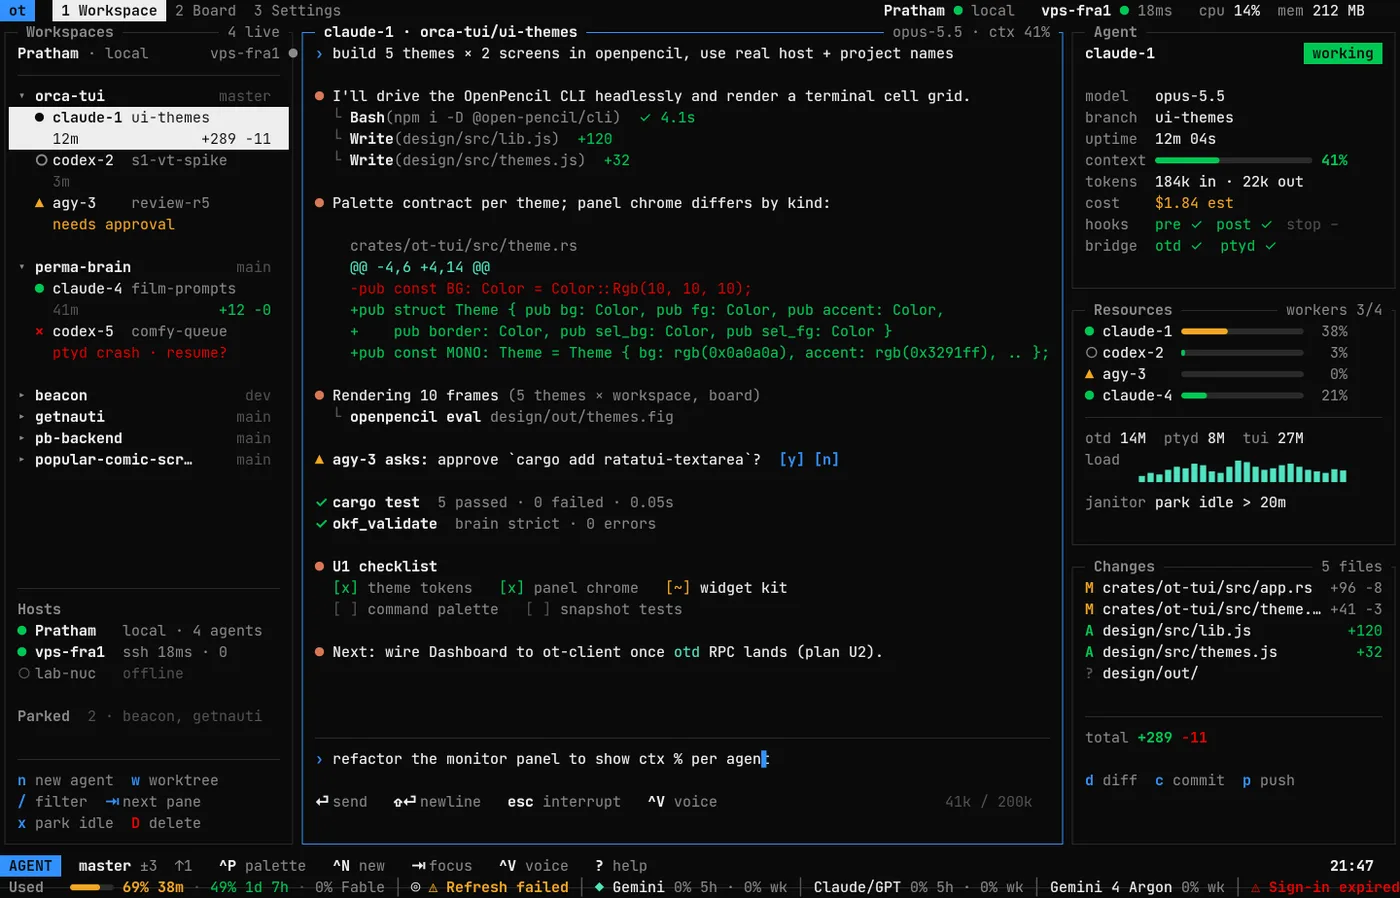 ot 1 Workspace 2 Board 3 Settings Pratham ● local vps-fra1 ● 18ms cpu 14% mem 212 MB
Workspaces 4 live
Pratham · local vps-fra1 ●
▾ orca-tui master
● claude-1 ui-themes
12m +289 -11
○ codex-2 s1-vt-spike
3m
▲ agy-3 review-r5
needs approval
▾ perma-brain main
● claude-4 film-prompts
41m +12 -0
× codex-5 comfy-queue
ptyd crash · resume?
▸ beacon dev
▸ getnauti main
▸ pb-backend main
▸ popular-comic-scr… main
Hosts
● Pratham local · 4 agents
● vps-fra1 ssh 18ms · 0
○ lab-nuc offline
Parked 2 · beacon, getnauti
n new agent w worktree
/ filter ⇥ next pane
x park idle D delete
claude-1 · orca-tui/ui-themes opus-5.5 · ctx 41%
› build 5 themes × 2 screens in openpencil, use real host + project names
● I'll drive the OpenPencil CLI headlessly and render a terminal cell grid.
└ Bash(npm i -D @open-pencil/cli) ✓ 4.1s
└ Write(design/src/lib.js) +120
└ Write(design/src/themes.js) +32
● Palette contract per theme; panel chrome differs by kind:
crates/ot-tui/src/theme.rs
@@ -4,6 +4,14 @@
-pub const BG: Color = Color::Rgb(10, 10, 10);
+pub struct Theme { pub bg: Color, pub fg: Color, pub accent: Color,
+ pub border: Color, pub sel_bg: Color, pub sel_fg: Color }
+pub const MONO: Theme = Theme { bg: rgb(0x0a0a0a), accent: rgb(0x3291ff), .. };
● Rendering 10 frames (5 themes × workspace, board)
└ openpencil eval design/out/themes.fig
▲ agy-3 asks: approve `cargo add ratatui-textarea`? [y] [n]
✓ cargo test 5 passed · 0 failed · 0.05s
✓ okf_validate brain strict · 0 errors
● U1 checklist
[x] theme tokens [x] panel chrome [~] widget kit
[ ] command palette [ ] snapshot tests
● Next: wire Dashboard to ot-client once otd RPC lands (plan U2).
› refactor the monitor panel to show ctx % per agent
⏎ send ⇧⏎ newline esc interrupt ^V voice 41k / 200k
Agent
claude-1 working
model opus-5.5
branch ui-themes
uptime 12m 04s
context 41%
tokens 184k in · 22k out
cost $1.84 est
hooks pre ✓ post ✓ stop –
bridge otd ✓ ptyd ✓
Resources workers 3/4
● claude-1 38%
○ codex-2 3%
▲ agy-3 0%
● claude-4 21%
otd 14M ptyd 8M tui 27M
load
janitor park idle > 20m
Changes 5 files
M crates/ot-tui/src/app.rs +96 -8
M crates/ot-tui/src/theme.… +41 -3
A design/src/lib.js +120
A design/src/themes.js +32
? design/out/
total +289 -11
d diff c commit p push
AGENT master ±3 ↑1 ^P palette ^N new ⇥ focus ^V voice ? help 21:47
Used 69% 38m · 49% 1d 7h · 0% Fable │ ◎ ⚠ Refresh failed │ ◆ Gemini 0% 5h · 0% wk │ Claude/GPT 0% 5h · 0% wk │ Gemini 4 Argon 0% wk │ ⚠ Sign-in expired